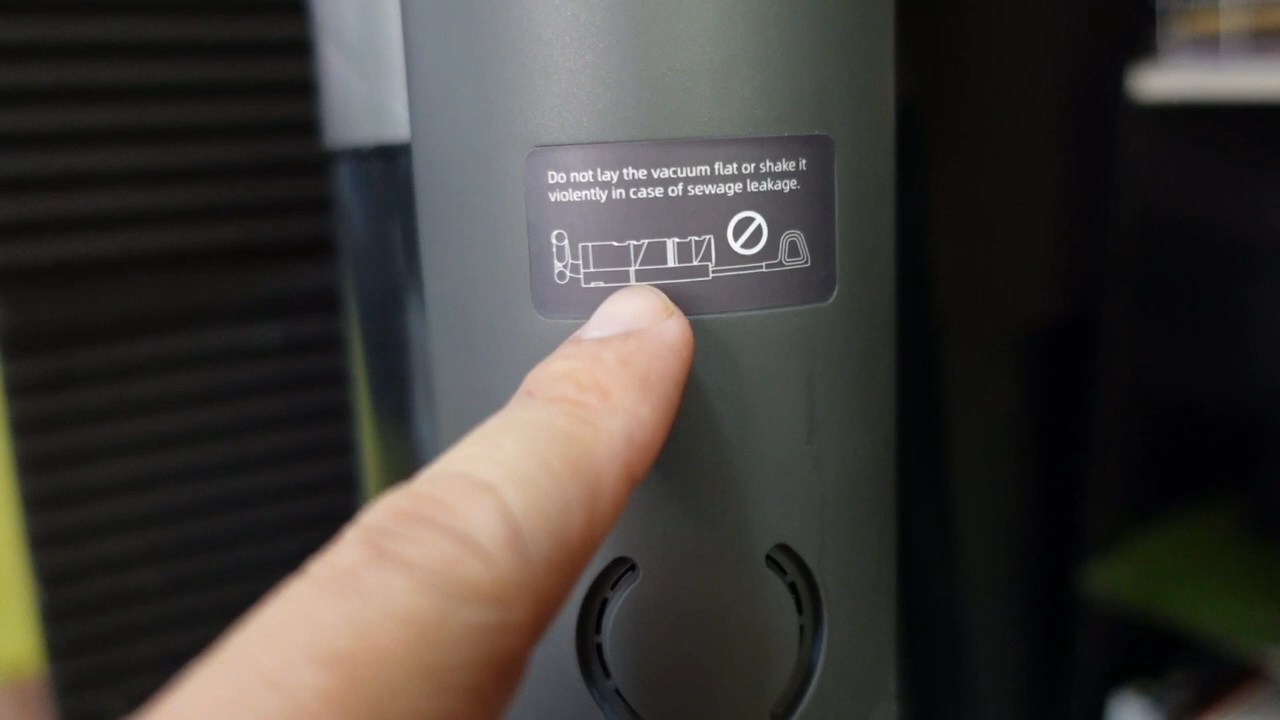 Do not lay the vacuum flat or shake it
violently in case of sewage leakage.